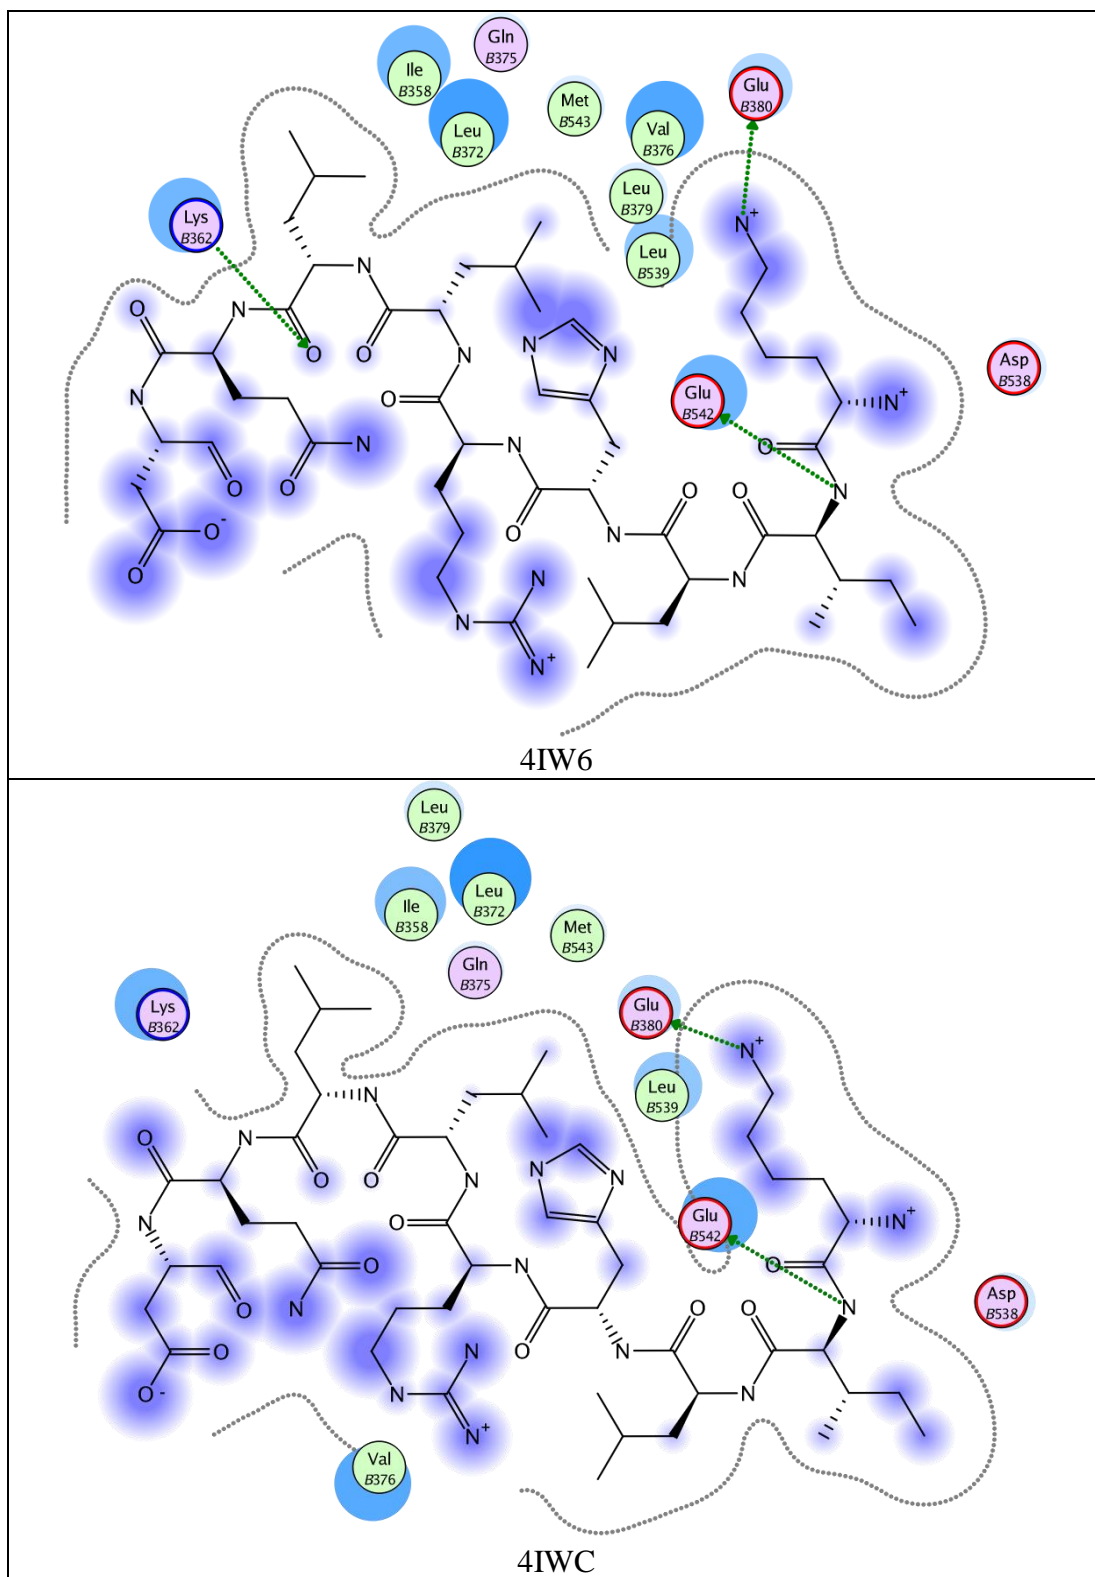 Gln
B375
Ile
B358
Leu
B372
Met
B543
Val
B376
Glu
B380
Leu
B379
Lys
B362
Leu
B539
N+
O
N
N
O
O
O
N
N
N
N
Asp
B538
Glu
B542
N+
O
N
O
N
O
N
O
O
O
O
N
O
O
O-
O
N
N
N
N
N+
4IW6
Leu
B379
Leu
B372
Ile
B358
Met
B543
Gln
B375
Lys
B362
Glu
B380
N+
Leu
B539
N
O
N
O
O
N
N
N
O
N
Glu
B542
N+
N
O
N
O
O
N
O
N
Asp
B538
O
O
O
O
N
N
O
O-
N
N
N+
Val
B376
4IWC